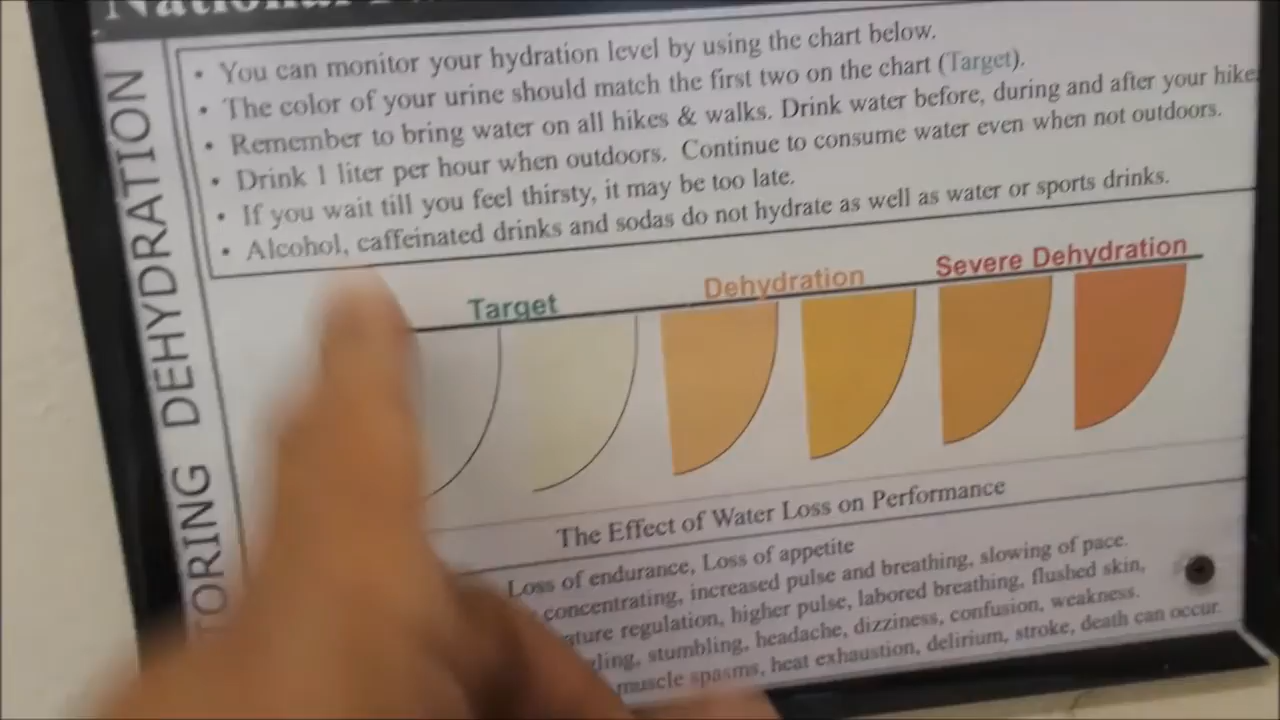 National
TORING DEHYDRATION
• You can monitor your hydration level by using the chart below.
• The color of your urine should match the first two on the chart (Target).
• Remember to bring water on all hikes & walks. Drink water before, during and after your hike
• Drink 1 liter per hour when outdoors. Continue to consume water even when not outdoors.
• If you wait till you feel thirsty, it may be too late.
• Alcohol, caffeinated drinks and sodas do not hydrate as well as water or sports drinks.
Target Dehydration Severe Dehydration
The Effect of Water Loss on Performance
Loss of endurance, Loss of appetite
concentrating, increased pulse and breathing, slowing of pace.
ature regulation, higher pulse, labored breathing, flushed skin,
ling, stumbling, headache, dizziness, confusion, weakness.
muscle spasms, heat exhaustion, delirium, stroke, death can occur.